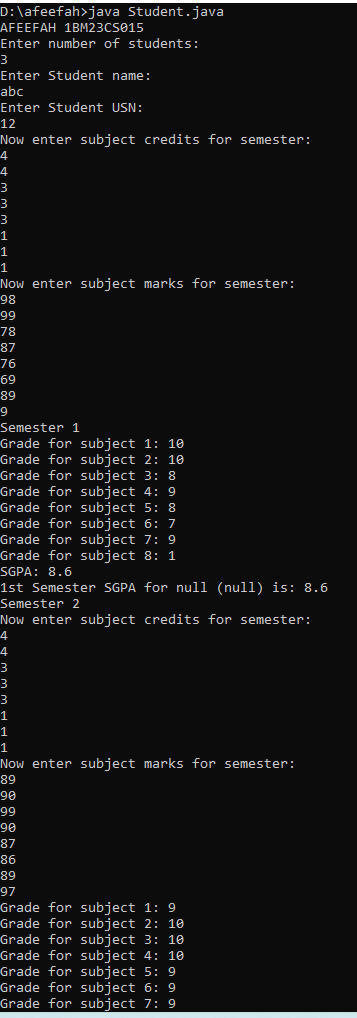 D:\afeefah>java Student.java
AFEEFAH 1BM23CS015
Enter number of students:
3
Enter Student name:
abc
Enter Student USN:
12
Now enter subject credits for semester:
4
4
3
3
3
1
1
1
Now enter subject marks for semester:
98
99
78
87
76
69
89
9
Semester 1
Grade for subject 1: 10
Grade for subject 2: 10
Grade for subject 3: 8
Grade for subject 4: 9
Grade for subject 5: 8
Grade for subject 6: 7
Grade for subject 7: 9
Grade for subject 8: 1
SGPA: 8.6
1st Semester SGPA for null (null) is: 8.6
Semester 2
Now enter subject credits for semester:
4
4
3
3
3
1
1
1
Now enter subject marks for semester:
89
90
99
90
87
86
89
97
Grade for subject 1: 9
Grade for subject 2: 10
Grade for subject 3: 10
Grade for subject 4: 10
Grade for subject 5: 9
Grade for subject 6: 9
Grade for subject 7: 9